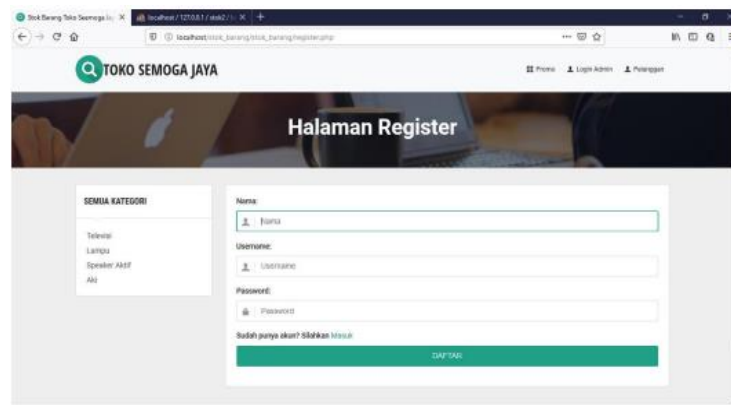 Stok Barang Toko Seemoga Jay
localhost / 127.0.0.1 / stok2 /
localhost/stok_barang/stok_barang/register.php
TOKO SEMOGA JAYA
Promo Login Admin Pelanggan
Halaman Register
SEMUA KATEGORI
Televisi
Lampu
Speaker Aktif
Aki
Nama:
Nama
Username:
Username
Password:
Password
Sudah punya akun? Silahkan Masuk
DAFTAR